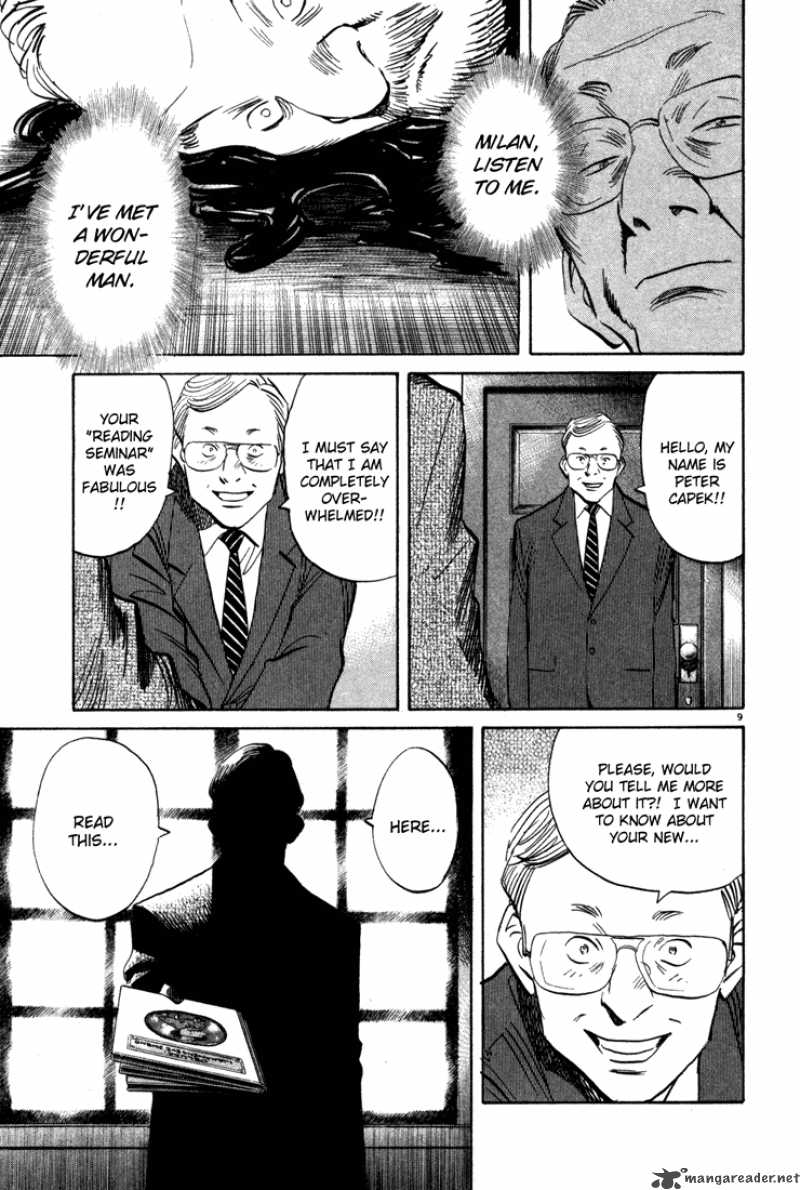 MILAN,
LISTEN
TO ME.
I'VE MET
A WON-
DERFUL
MAN.
HELLO, MY
NAME IS
PETER
CAPEK!!
I MUST SAY
THAT I AM
COMPLETELY
OVER-
WHELMED!!
YOUR
"READING
SEMINAR"
WAS
FABULOUS
!!
9
PLEASE, WOULD
YOU TELL ME MORE
ABOUT IT?! I WANT
TO KNOW ABOUT
YOUR NEW...
HERE...
READ
THIS...
mangareader.net